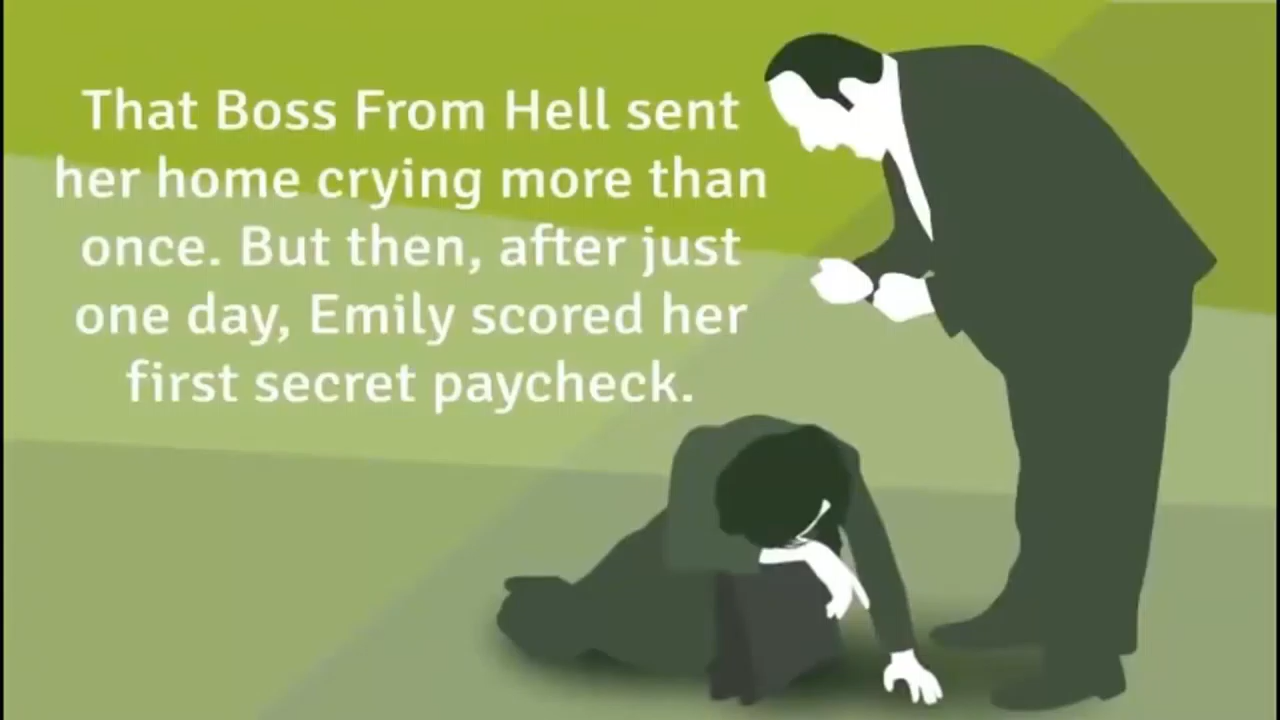 That Boss From Hell sent
her home crying more than
once. But then, after just
one day, Emily scored her
first secret paycheck.